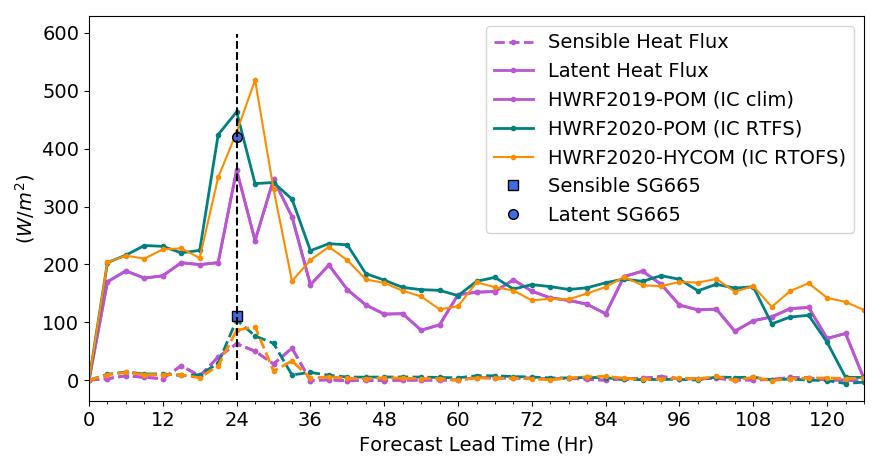 600
500
400
300
200
100
0
(W/m²)
Sensible Heat Flux
Latent Heat Flux
HWRF2019-POM (IC clim)
HWRF2020-POM (IC RTFS)
HWRF2020-HYCOM (IC RTOFS)
Sensible SG665
Latent SG665
0 12 24 36 48 60 72 84 96 108 120
Forecast Lead Time (Hr)